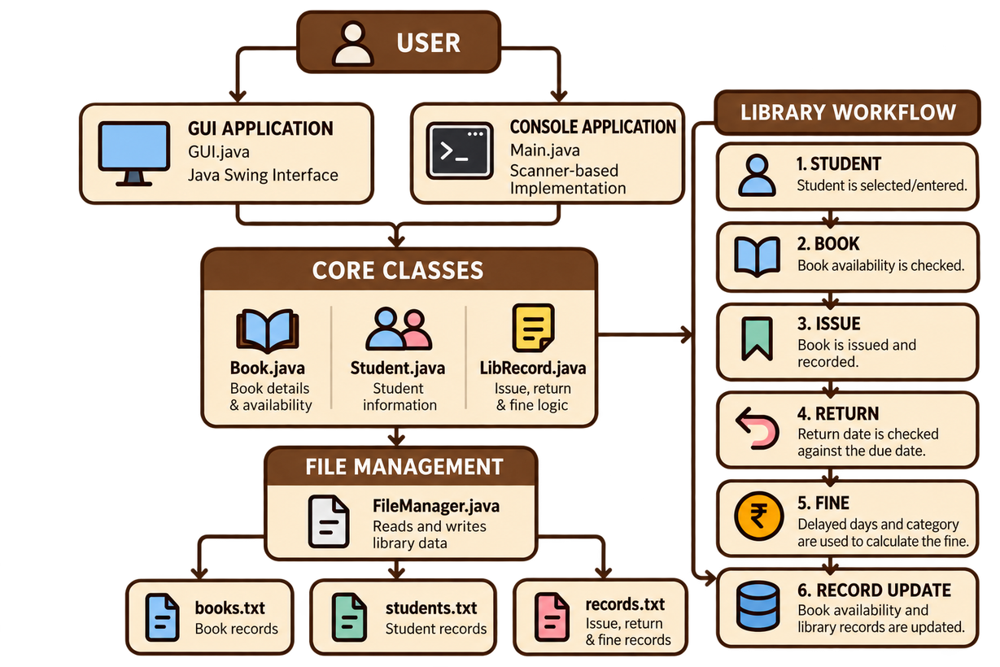 USER
GUI APPLICATION
GUI.java
Java Swing Interface
CONSOLE APPLICATION
Main.java
Scanner-based
Implementation
CORE CLASSES
Book.java
Book details
& availability
Student.java
Student
information
LibRecord.java
Issue, return
& fine logic
FILE MANAGEMENT
FileManager.java
Reads and writes
library data
books.txt
Book records
students.txt
Student records
records.txt
Issue, return
& fine records
LIBRARY WORKFLOW
1. STUDENT
Student is selected/entered.
2. BOOK
Book availability is checked.
3. ISSUE
Book is issued and
recorded.
4. RETURN
Return date is checked
against the due date.
₹
5. FINE
Delayed days and category
are used to calculate the fine.
6. RECORD UPDATE
Book availability and
library records are updated.